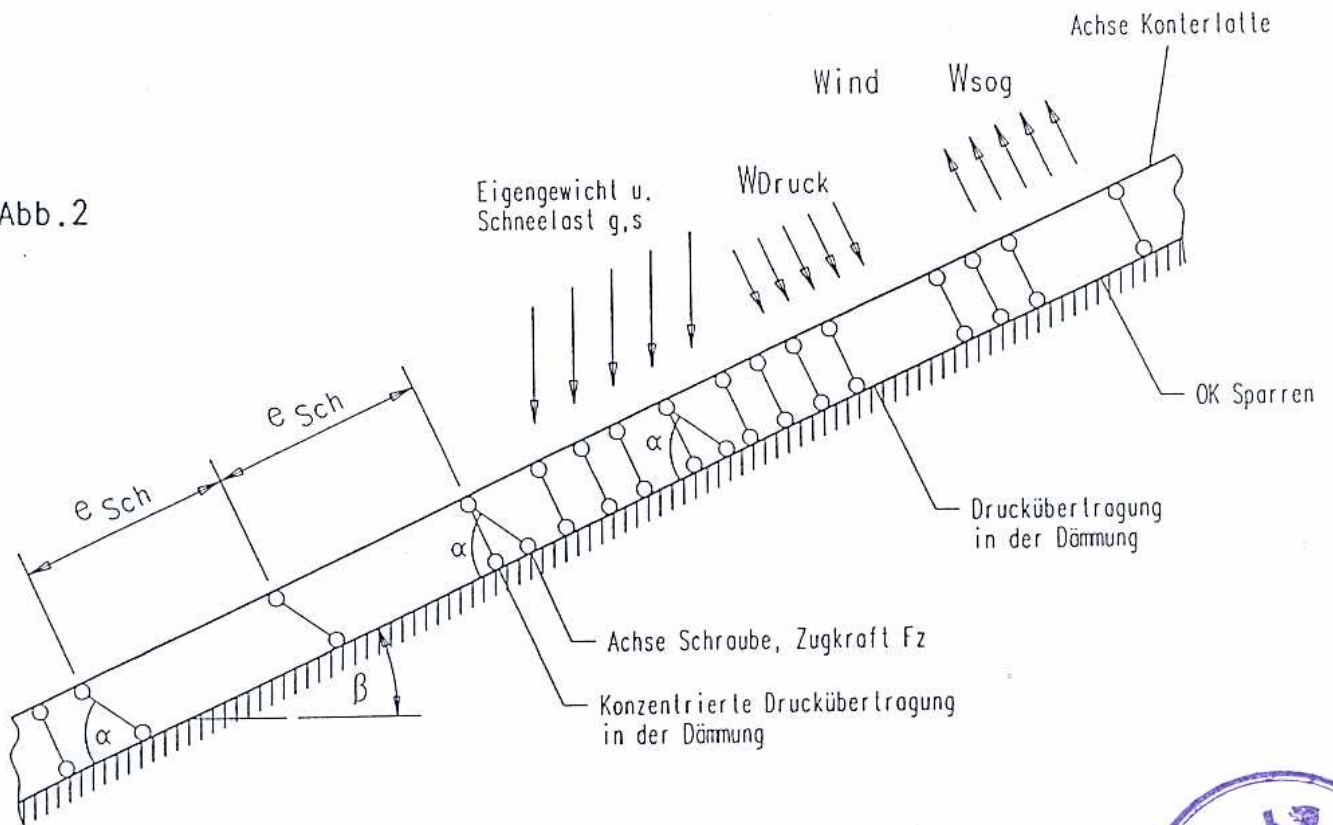 Achse Konterlatte
Wind
Wsog
Abb.2
Eigengewicht u.
Schneelast g,s
WDruck
e Sch
e Sch
α
α
α
β
OK Sparren
Druckübertragung
in der Dämmung
Achse Schraube, Zugkraft Fz
Konzentrierte Druckübertragung
in der Dämmung